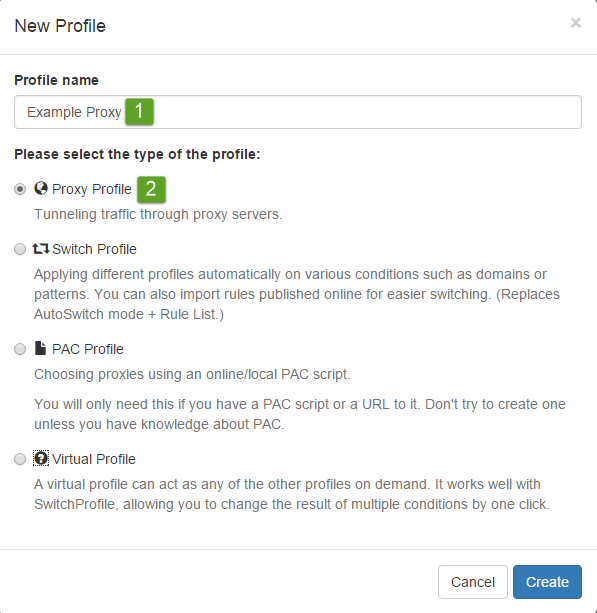 New Profile
×
Profile name
Example Proxy 1
Please select the type of the profile:
Proxy Profile 2
Tunneling traffic through proxy servers.
Switch Profile
Applying different profiles automatically on various conditions such as domains or
patterns. You can also import rules published online for easier switching. (Replaces
AutoSwitch mode + Rule List.)
PAC Profile
Choosing proxies using an online/local PAC script.
You will only need this if you have a PAC script or a URL to it. Don't try to create one
unless you have knowledge about PAC.
Virtual Profile
A virtual profile can act as any of the other profiles on demand. It works well with
SwitchProfile, allowing you to change the result of multiple conditions by one click.
Cancel Create